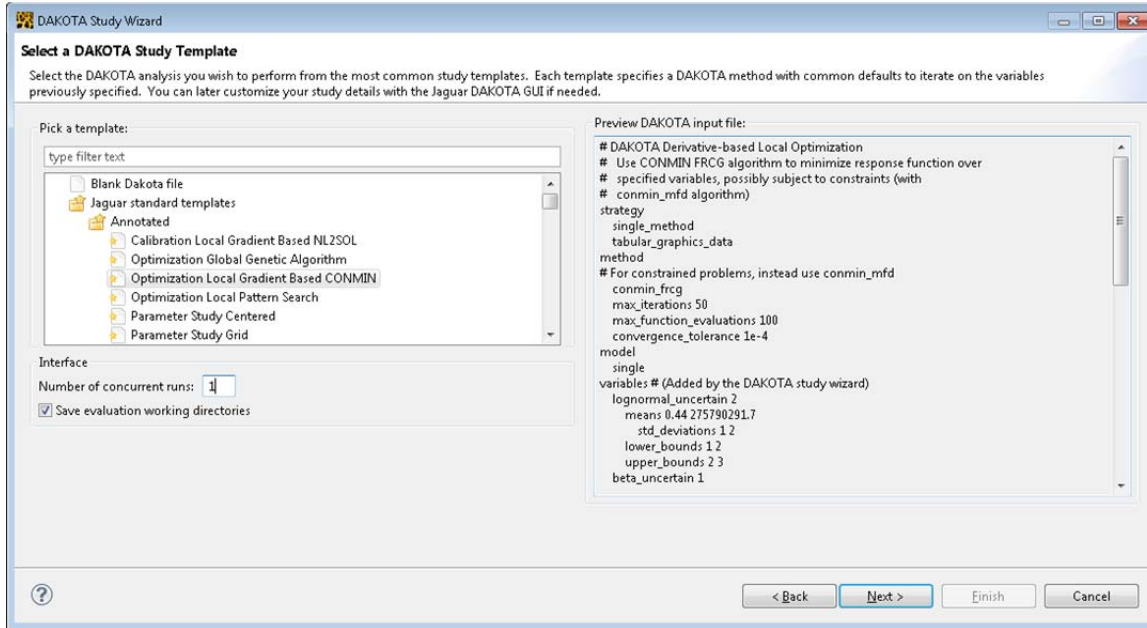 DAKOTA Study Wizard
Select a DAKOTA Study Template
Select the DAKOTA analysis you wish to perform from the most common study templates. Each template specifies a DAKOTA method with common defaults to iterate on the variables
previously specified. You can later customize your study details with the Jaguar DAKOTA GUI if needed.
Pick a template:
type filter text
Blank Dakota file
Jaguar standard templates
Annotated
Calibration Local Gradient Based NL2SOL
Optimization Global Genetic Algorithm
Optimization Local Gradient Based CONMIN
Optimization Local Pattern Search
Parameter Study Centered
Parameter Study Grid
Interface
Number of concurrent runs: 1
Save evaluation working directories
Preview DAKOTA input file:
# DAKOTA Derivative-based Local Optimization
# Use CONMIN FRCG algorithm to minimize response function over
# specified variables, possibly subject to constraints (with
# conmin_mfd algorithm)
strategy
single_method
tabular_graphics_data
method
# For constrained problems, instead use conmin_mfd
conmin_frcg
max_iterations 50
max_function_evaluations 100
convergence_tolerance 1e-4
model
single
variables # (Added by the DAKOTA study wizard)
lognormal_uncertain 2
means 0.44 275790291.7
std_deviations 1 2
lower_bounds 1 2
upper_bounds 2 3
beta_uncertain 1
?
< Back
Next >
Finish
Cancel